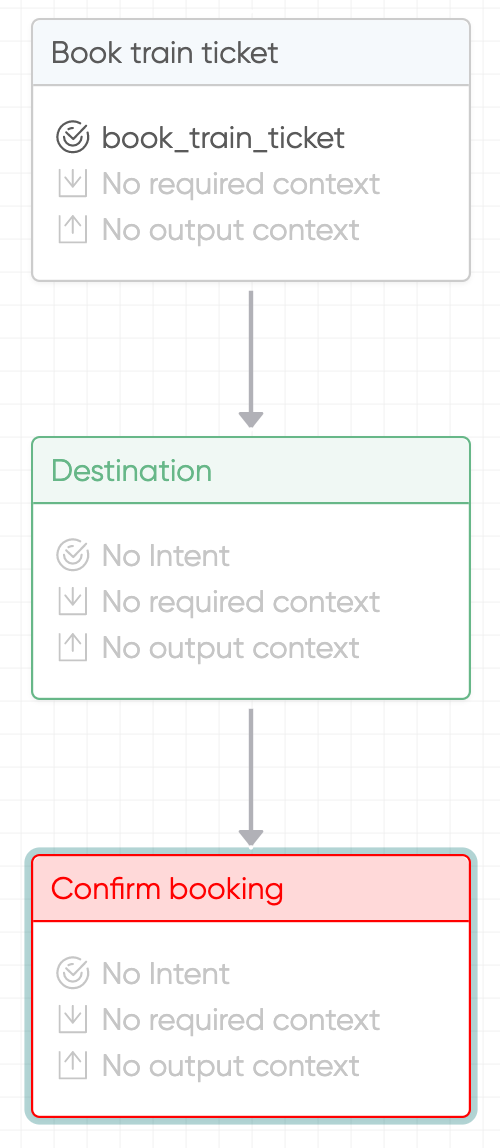 Book train ticket
book_train_ticket
No required context
No output context
Destination
No Intent
No required context
No output context
Confirm booking
No Intent
No required context
No output context